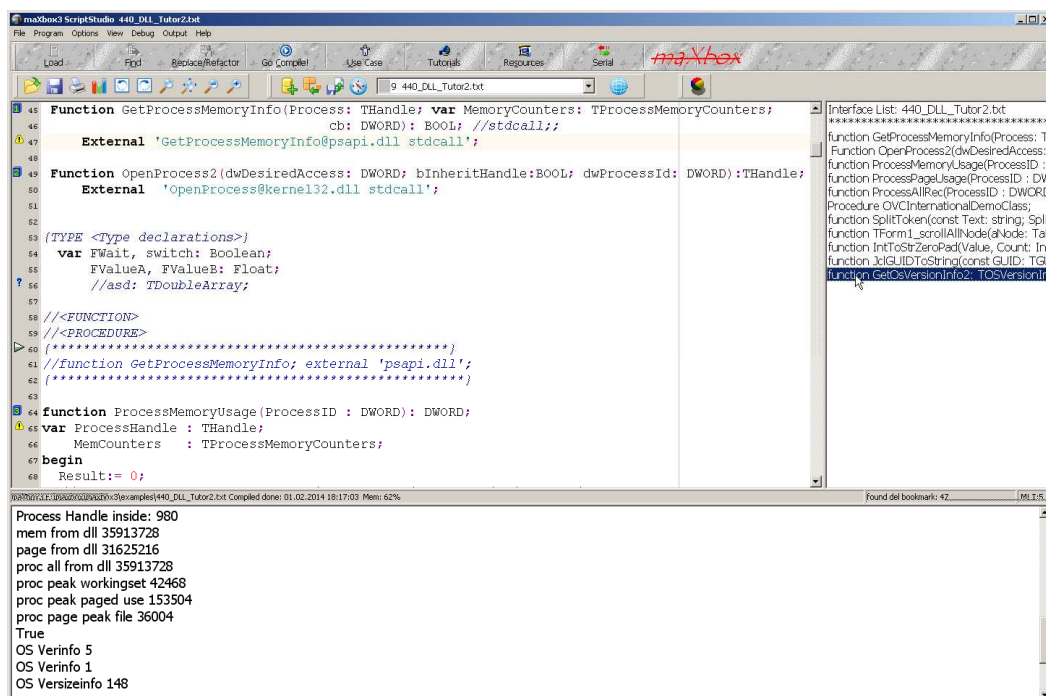 maXbox3 ScriptStudio 440_DLL_Tutor2.txt
File Program Options View Debug Output Help
Load Find Replace/Refactor Go Compile! Use Case Tutorials Resources Serial maXbox
9 440_DLL_Tutor2.txt
45 Function GetProcessMemoryInfo(Process: THandle; var MemoryCounters: TProcessMemoryCounters;
46 cb: DWORD): BOOL; //stdcall;;
47 External 'GetProcessMemoryInfo@psapi.dll stdcall';
48
49 Function OpenProcess2(dwDesiredAccess: DWORD; bInheritHandle:BOOL; dwProcessId: DWORD):THandle;
50 External 'OpenProcess@kernel32.dll stdcall';
51
52
53 {TYPE <Type declarations>}
54 var FWait, switch: Boolean;
55 FValueA, FValueB: Float;
56 //asd: TDoubleArray;
57
58 //<FUNCTION>
59 //<PROCEDURE>
60 {**************************************************}
61 //function GetProcessMemoryInfo; external 'psapi.dll';
62 {****************************************************}
63
64 function ProcessMemoryUsage(ProcessID : DWORD): DWORD;
65 var ProcessHandle : THandle;
66 MemCounters : TProcessMemoryCounters;
67 begin
68 Result:= 0;
Interface List: 440_DLL_Tutor2.txt
******************************************
function GetProcessMemoryInfo(Process: T
Function OpenProcess2(dwDesiredAccess:
function ProcessMemoryUsage(ProcessID :
function ProcessPageUsage(ProcessID : DW
function ProcessAllRec(ProcessID : DWORD
Procedure OVCInternationalDemoClass;
function SplitToken(const Text: string; Spl
function TForm1_scrollAllNode(aNode: Ta
function IntToStrZeroPad(Value, Count: In
function JclGUIDToString(const GUID: TG
function GetOsVersionInfo2: TOSVersionIn
x3\examples\440_DLL_Tutor2.txt Compiled done: 01.02.2014 18:17:03 Mem: 62% found del bookmark: 47
Process Handle inside: 980
mem from dll 35913728
page from dll 31625216
proc all from dll 35913728
proc peak workingset 42468
proc peak paged use 153504
proc page peak file 36004
True
OS Verinfo 5
OS Verinfo 1
OS Versizeinfo 148